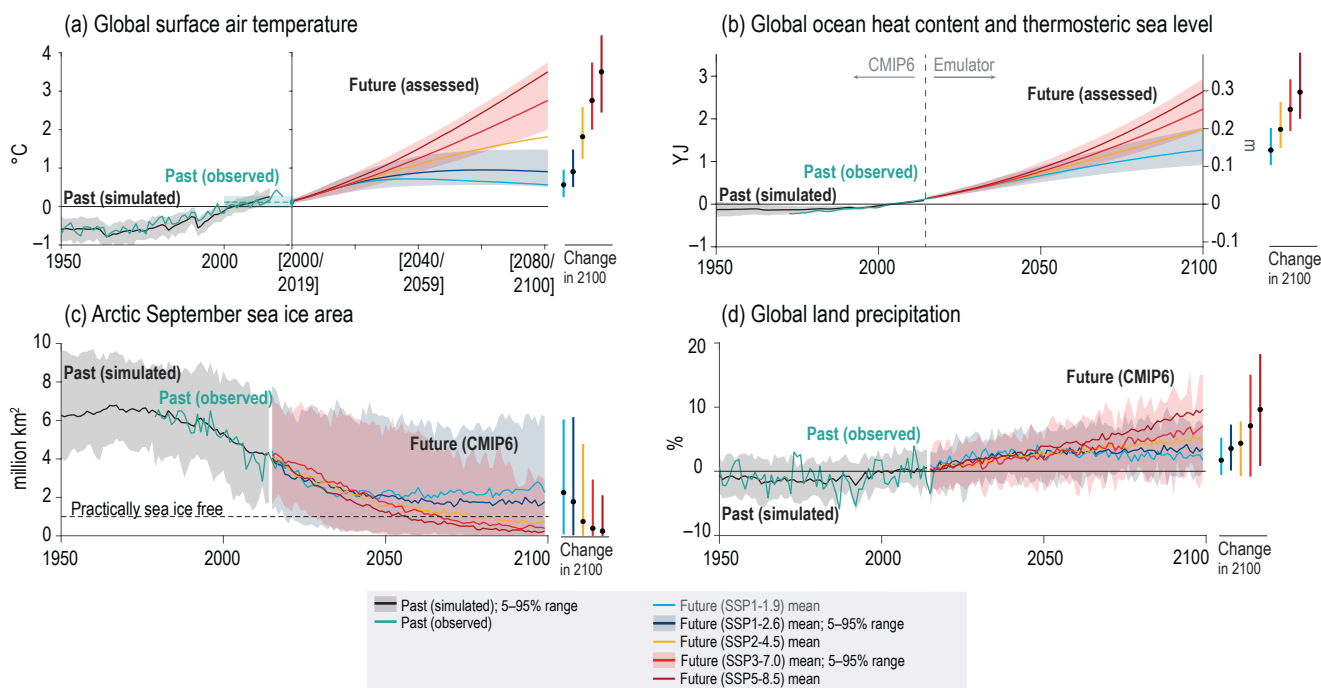 (a) Global surface air temperature
4
3
2
1
0
−1
°C
Future (assessed)
Past (observed)
Past (simulated)
1950
2000
[2000/
2019]
[2040/
2059]
[2080/
2100]
Change
in 2100
(b) Global ocean heat content and thermosteric sea level
3
2
1
0
−1
YJ
CMIP6
Emulator
Future (assessed)
Past (observed)
Past (simulated)
0.3
0.2
0.1
0
-0.1
m
1950
2000
2050
2100
Change
in 2100
(c) Arctic September sea ice area
10
8
6
4
2
0
million km²
Past (simulated)
Past (observed)
Future (CMIP6)
Practically sea ice free
1950
2000
2050
2100
Change
in 2100
(d) Global land precipitation
20
10
0
−10
%
Future (CMIP6)
Past (observed)
Past (simulated)
1950
2000
2050
2100
Change
in 2100
Past (simulated); 5–95% range
Past (observed)
Future (SSP1-1.9) mean
Future (SSP1-2.6) mean; 5–95% range
Future (SSP2-4.5) mean
Future (SSP3-7.0) mean; 5–95% range
Future (SSP5-8.5) mean